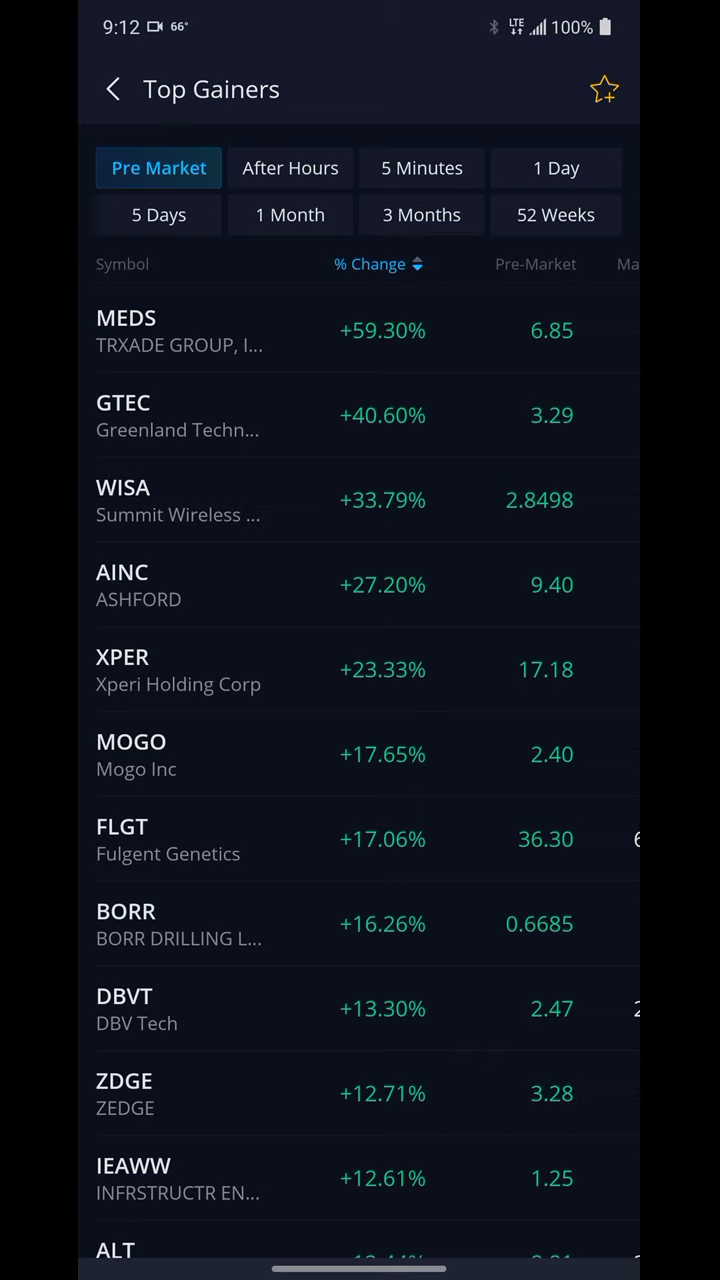 9:12 66°
LTE 100%
Top Gainers
Pre Market After Hours 5 Minutes 1 Day
5 Days 1 Month 3 Months 52 Weeks
Symbol % Change Pre-Market Ma
MEDS
+59.30% 6.85
TRXADE GROUP, I...
GTEC
+40.60% 3.29
Greenland Techn...
WISA
+33.79% 2.8498
Summit Wireless ...
AINC
+27.20% 9.40
ASHFORD
XPER
+23.33% 17.18
Xperi Holding Corp
MOGO
+17.65% 2.40
Mogo Inc
FLGT
+17.06% 36.30
Fulgent Genetics
BORR
+16.26% 0.6685
BORR DRILLING L...
DBVT
+13.30% 2.47
DBV Tech
ZDGE
+12.71% 3.28
ZEDGE
IEAWW
+12.61% 1.25
INFRSTRUCTR EN...
ALT